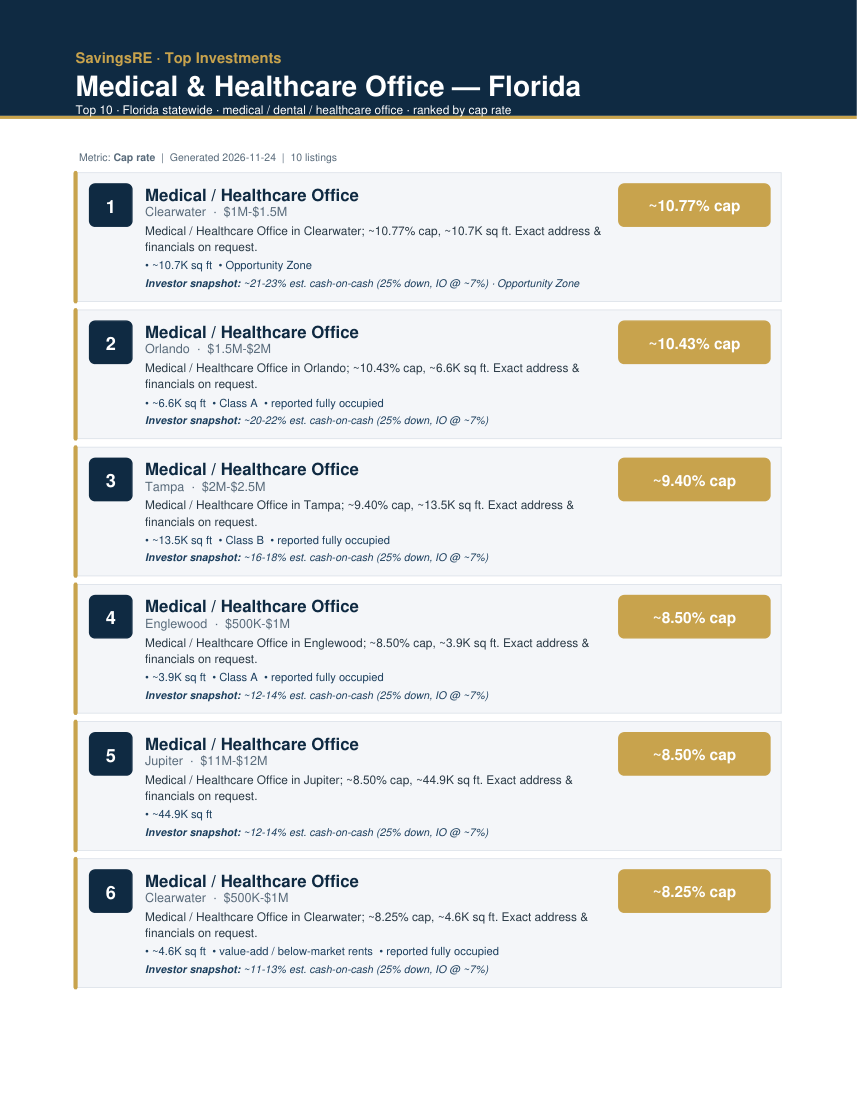 SavingsRE · Top Investments
Medical & Healthcare Office — Florida
Top 10 · Florida statewide · medical / dental / healthcare office · ranked by cap rate
Metric: Cap rate | Generated 2026-11-24 | 10 listings
1
Medical / Healthcare Office
~10.77% cap
Clearwater · $1M-$1.5M
Medical / Healthcare Office in Clearwater; ~10.77% cap, ~10.7K sq ft. Exact address &
financials on request.
• ~10.7K sq ft • Opportunity Zone
Investor snapshot: ~21-23% est. cash-on-cash (25% down, IO @ ~7%) · Opportunity Zone
2
Medical / Healthcare Office
~10.43% cap
Orlando · $1.5M-$2M
Medical / Healthcare Office in Orlando; ~10.43% cap, ~6.6K sq ft. Exact address &
financials on request.
• ~6.6K sq ft • Class A • reported fully occupied
Investor snapshot: ~20-22% est. cash-on-cash (25% down, IO @ ~7%)
3
Medical / Healthcare Office
~9.40% cap
Tampa · $2M-$2.5M
Medical / Healthcare Office in Tampa; ~9.40% cap, ~13.5K sq ft. Exact address &
financials on request.
• ~13.5K sq ft • Class B • reported fully occupied
Investor snapshot: ~16-18% est. cash-on-cash (25% down, IO @ ~7%)
4
Medical / Healthcare Office
~8.50% cap
Englewood · $500K-$1M
Medical / Healthcare Office in Englewood; ~8.50% cap, ~3.9K sq ft. Exact address &
financials on request.
• ~3.9K sq ft • Class A • reported fully occupied
Investor snapshot: ~12-14% est. cash-on-cash (25% down, IO @ ~7%)
5
Medical / Healthcare Office
~8.50% cap
Jupiter · $11M-$12M
Medical / Healthcare Office in Jupiter; ~8.50% cap, ~44.9K sq ft. Exact address &
financials on request.
• ~44.9K sq ft
Investor snapshot: ~12-14% est. cash-on-cash (25% down, IO @ ~7%)
6
Medical / Healthcare Office
~8.25% cap
Clearwater · $500K-$1M
Medical / Healthcare Office in Clearwater; ~8.25% cap, ~4.6K sq ft. Exact address &
financials on request.
• ~4.6K sq ft • value-add / below-market rents • reported fully occupied
Investor snapshot: ~11-13% est. cash-on-cash (25% down, IO @ ~7%)